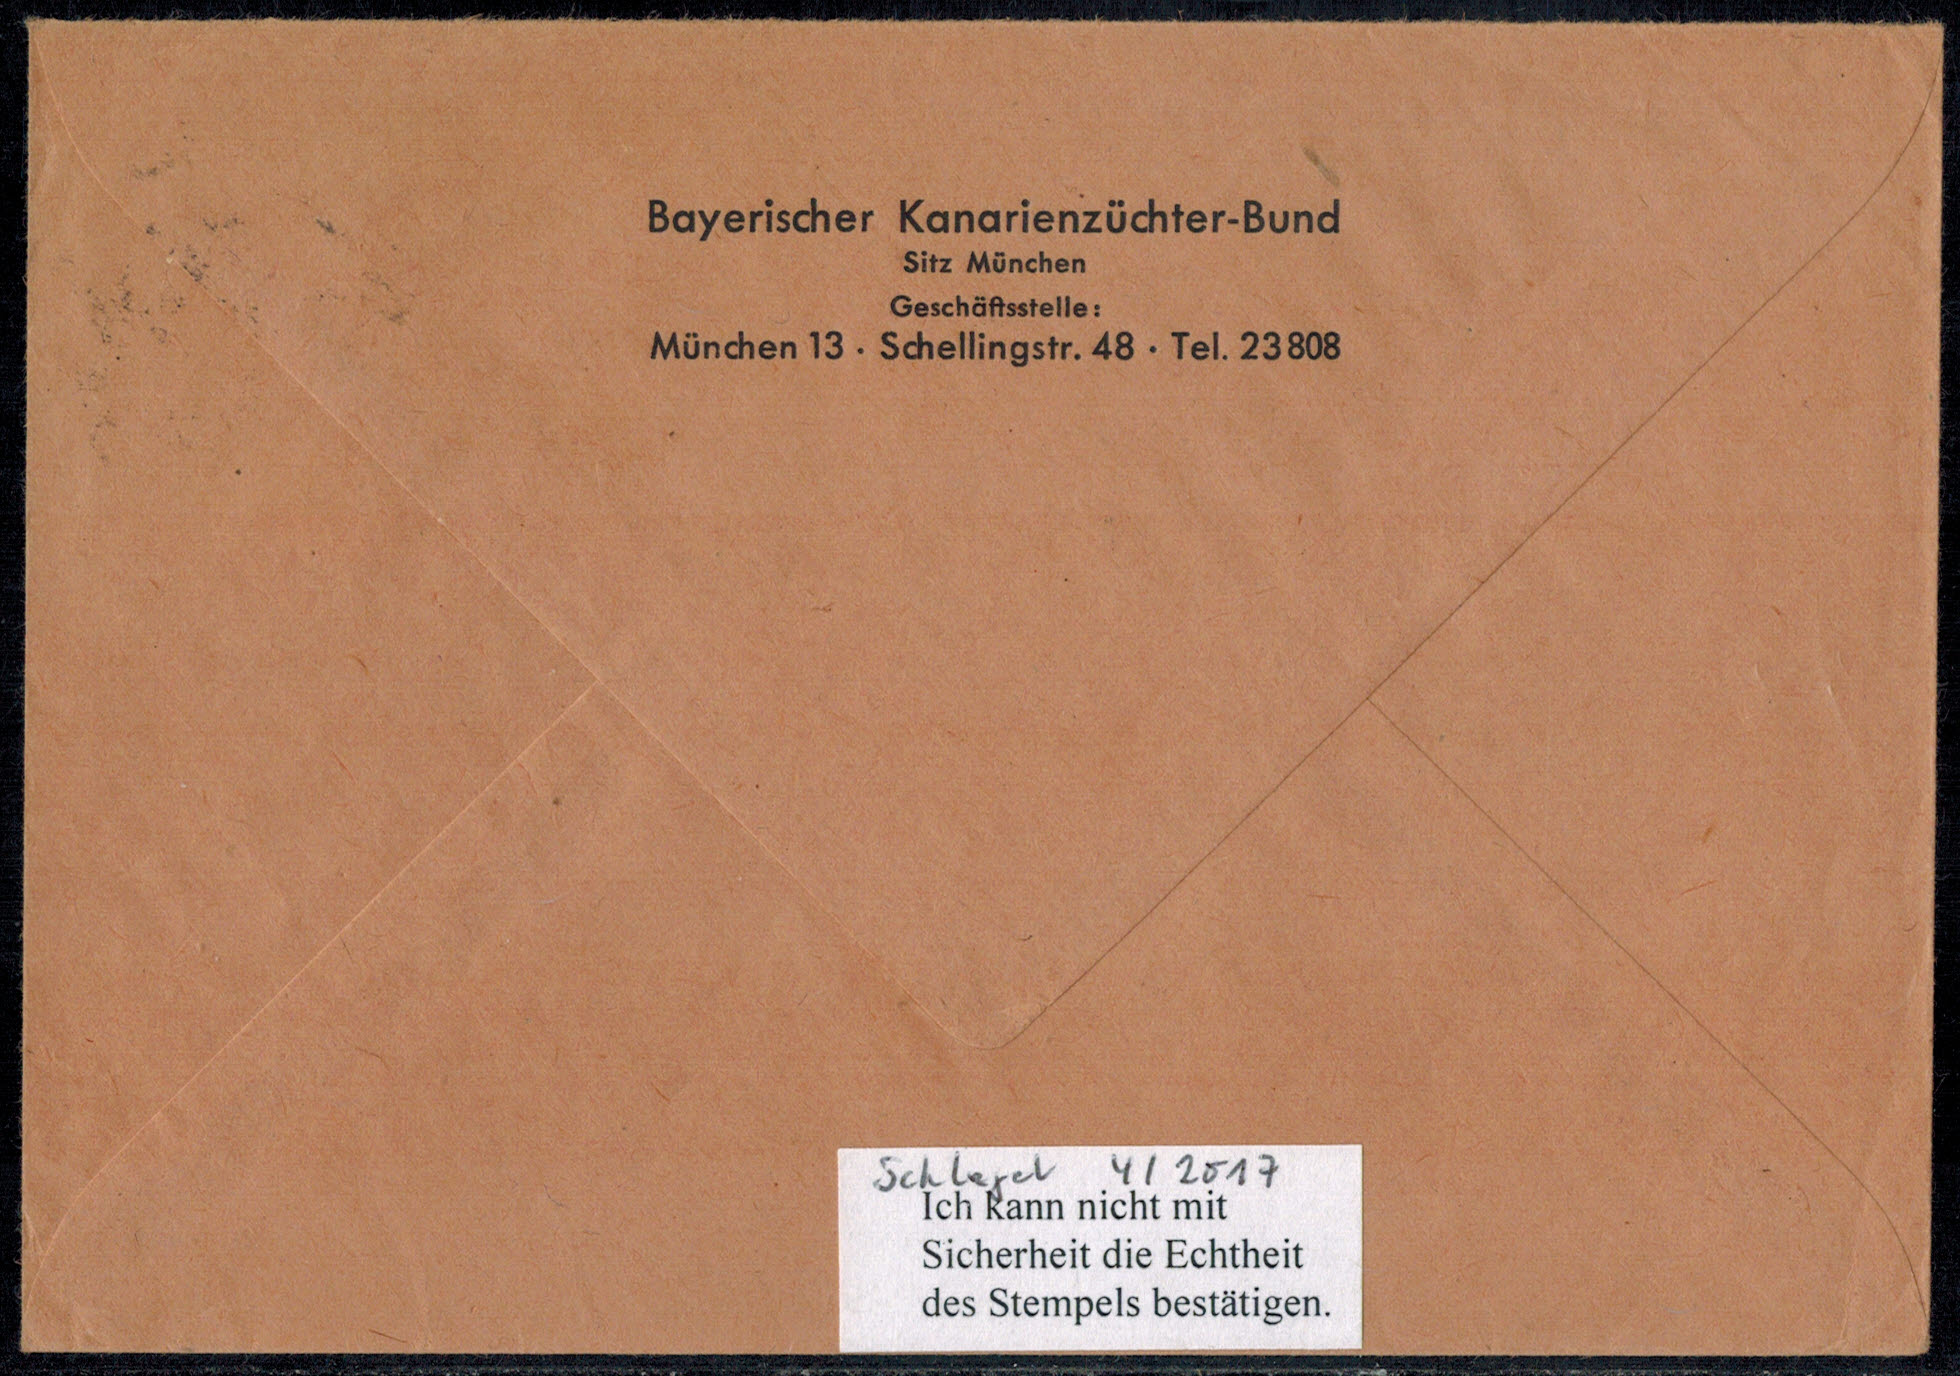 Bayerischer Kanarienzüchter-Bund
Sitz München
Geschäftsstelle:
München 13 · Schellingstr. 48 · Tel. 23808
Schlegel 4/2017
Ich kann nicht mit
Sicherheit die Echtheit
des Stempels bestätigen.